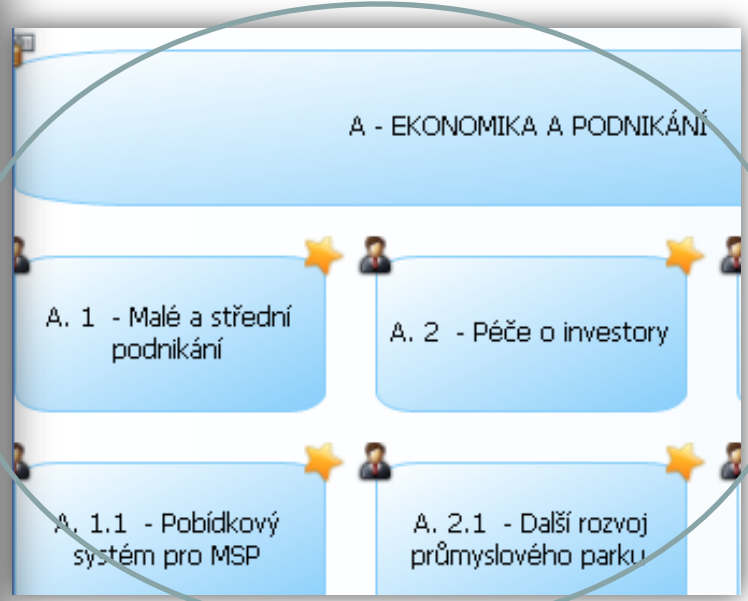 A - EKONOMIKA A PODNIKÁNÍ
A. 1 - Malé a střední
podnikání
A. 2 - Péče o investory
A. 1.1 - Pobídkový
systém pro MSP
A. 2.1 - Další rozvoj
průmyslového parku